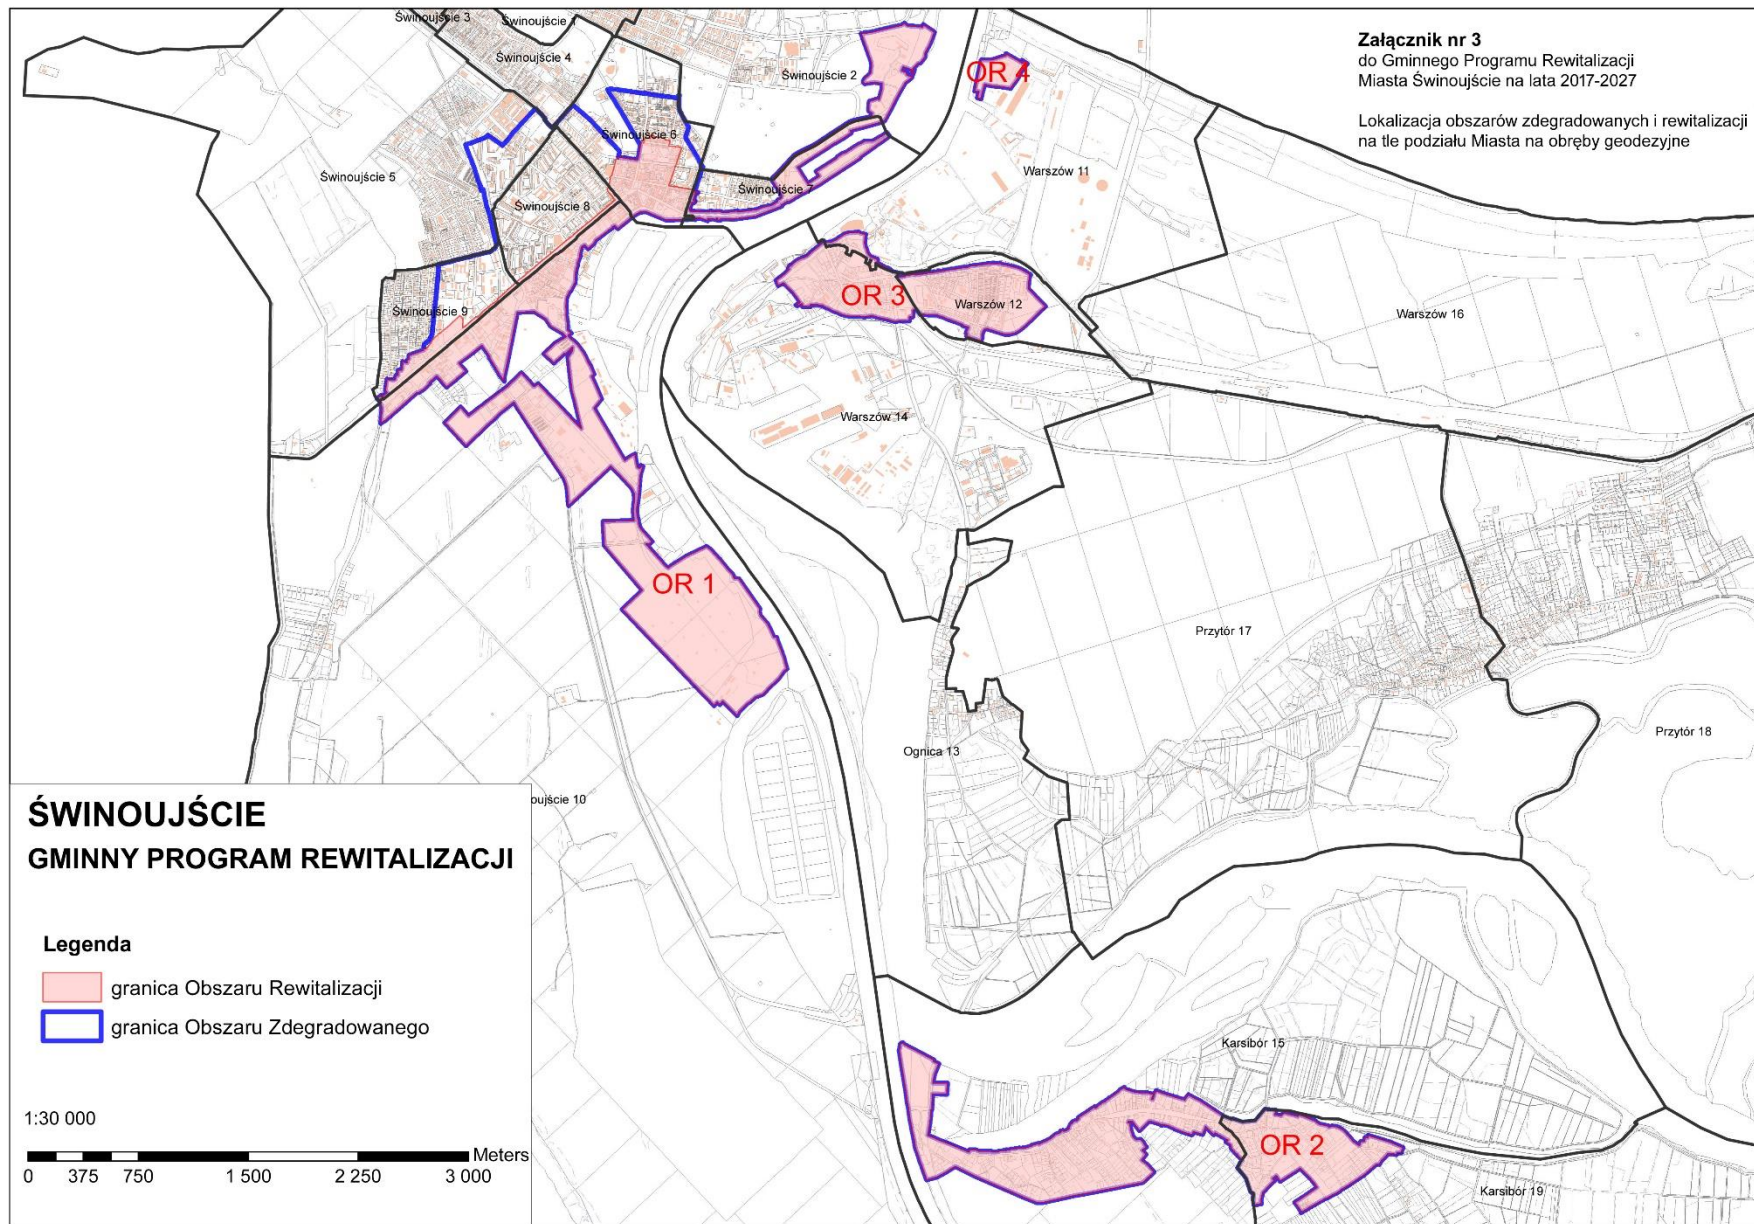 Świnoujście 3
Świnoujście 1
Świnoujście 4
Świnoujście 2
OR 4
Załącznik nr 3
do Gminnego Programu Rewitalizacji
Miasta Świnoujście na lata 2017-2027
Lokalizacja obszarów zdegradowanych i rewitalizacji
na tle podziału Miasta na obręby geodezyjne
Świnoujście 6
Świnoujście 5
Świnoujście 7
Warszów 11
Świnoujście 8
OR 3
Warszów 12
Świnoujście 9
Warszów 16
Warszów 14
OR 1
Przytór 17
Przytór 18
Ognica 13
oujście 10
ŚWINOUJŚCIE
GMINNY PROGRAM REWITALIZACJI
Legenda
granica Obszaru Rewitalizacji
granica Obszaru Zdegradowanego
Karsibór 15
OR 2
Karsibór 19
1:30 000
Meters
0 375 750 1 500 2 250 3 000